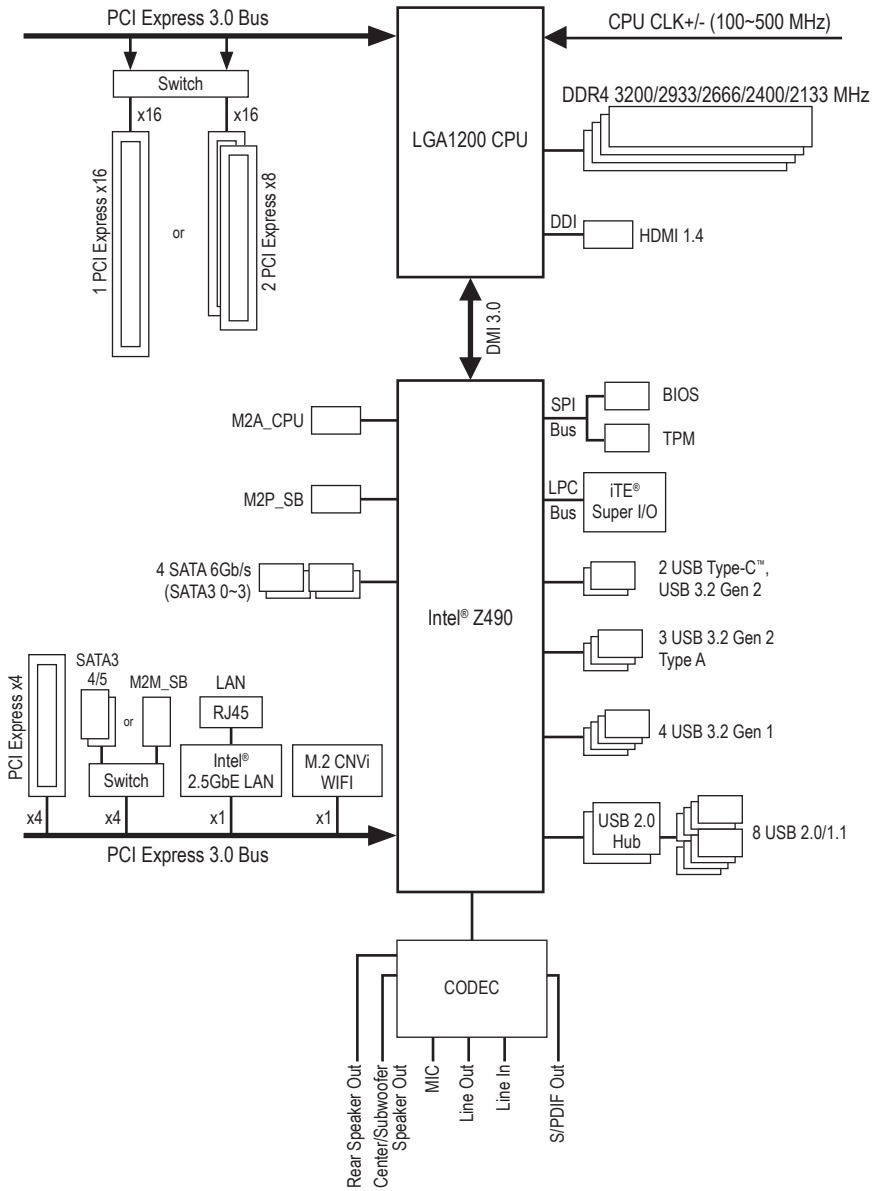 PCI Express 3.0 Bus
CPU CLK+/- (100~500 MHz)
Switch
x16
x16
1 PCI Express x16
or
2 PCI Express x8
LGA1200 CPU
DDR4 3200/2933/2666/2400/2133 MHz
DDI
HDMI 1.4
DMI 3.0
M2A_CPU
M2P_SB
4 SATA 6Gb/s
(SATA3 0~3)
Intel® Z490
SPI
Bus
BIOS
TPM
LPC
Bus
iTE®
Super I/O
2 USB Type-C™,
USB 3.2 Gen 2
3 USB 3.2 Gen 2
Type A
4 USB 3.2 Gen 1
USB 2.0
Hub
8 USB 2.0/1.1
PCI Express x4
SATA3
4/5
or
M2M_SB
Switch
LAN
RJ45
Intel®
2.5GbE LAN
M.2 CNVi
WIFI
x4
x4
x1
x1
PCI Express 3.0 Bus
CODEC
Rear Speaker Out
Center/Subwoofer
Speaker Out
MIC
Line Out
Line In
S/PDIF Out